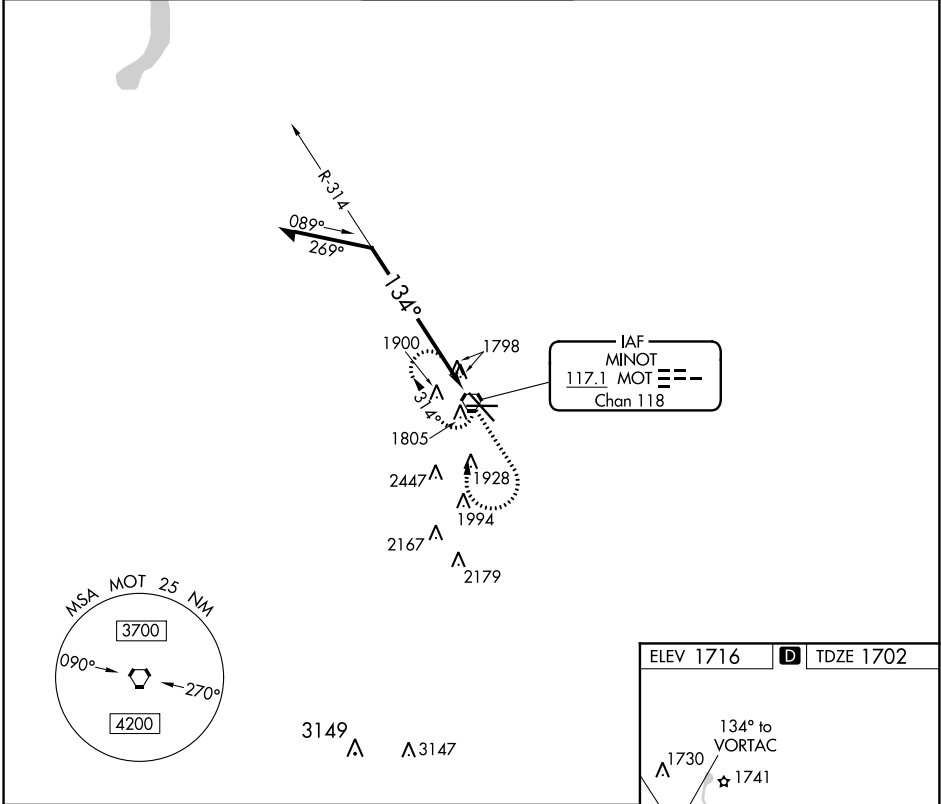 R-314
089°
269°
134°
1900
1798
IAF
MINOT
117.1 MOT
Chan 118
314°
1805
2447
1928
1994
2167
2179
MSA MOT 25 NM
3700
090°
270°
4200
3149
3147
ELEV 1716 D TDZE 1702
134° to
VORTAC
1730
1741